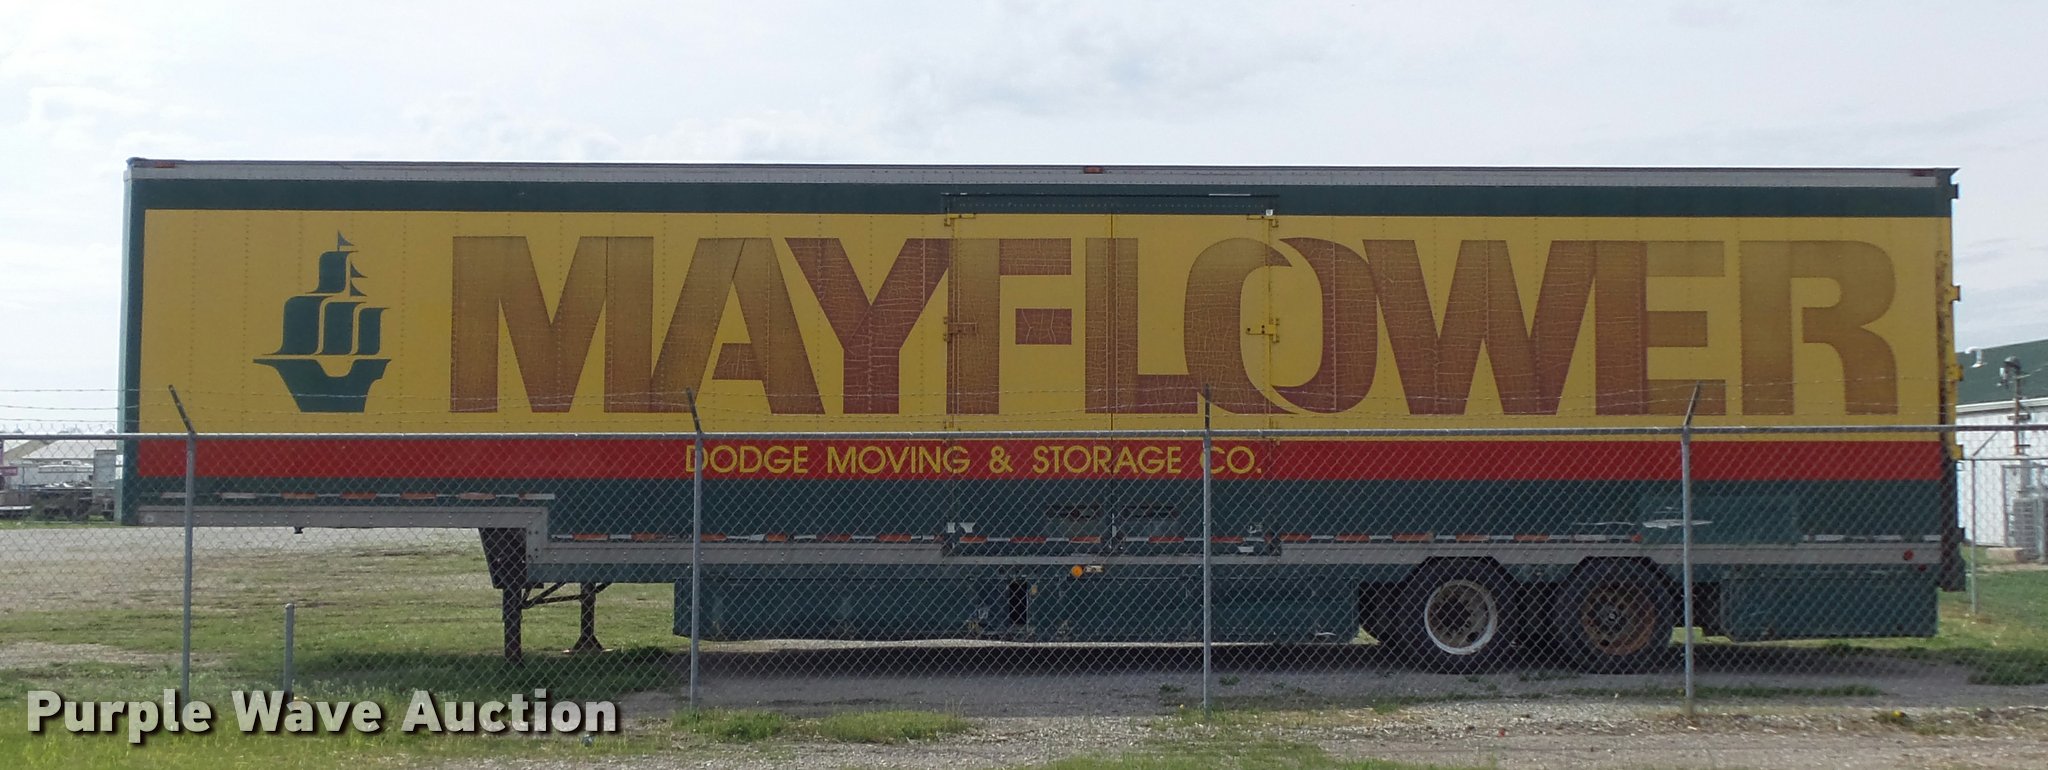 MAYFLOWER
DODGE MOVING & STORAGE CO.
Purple Wave Auction